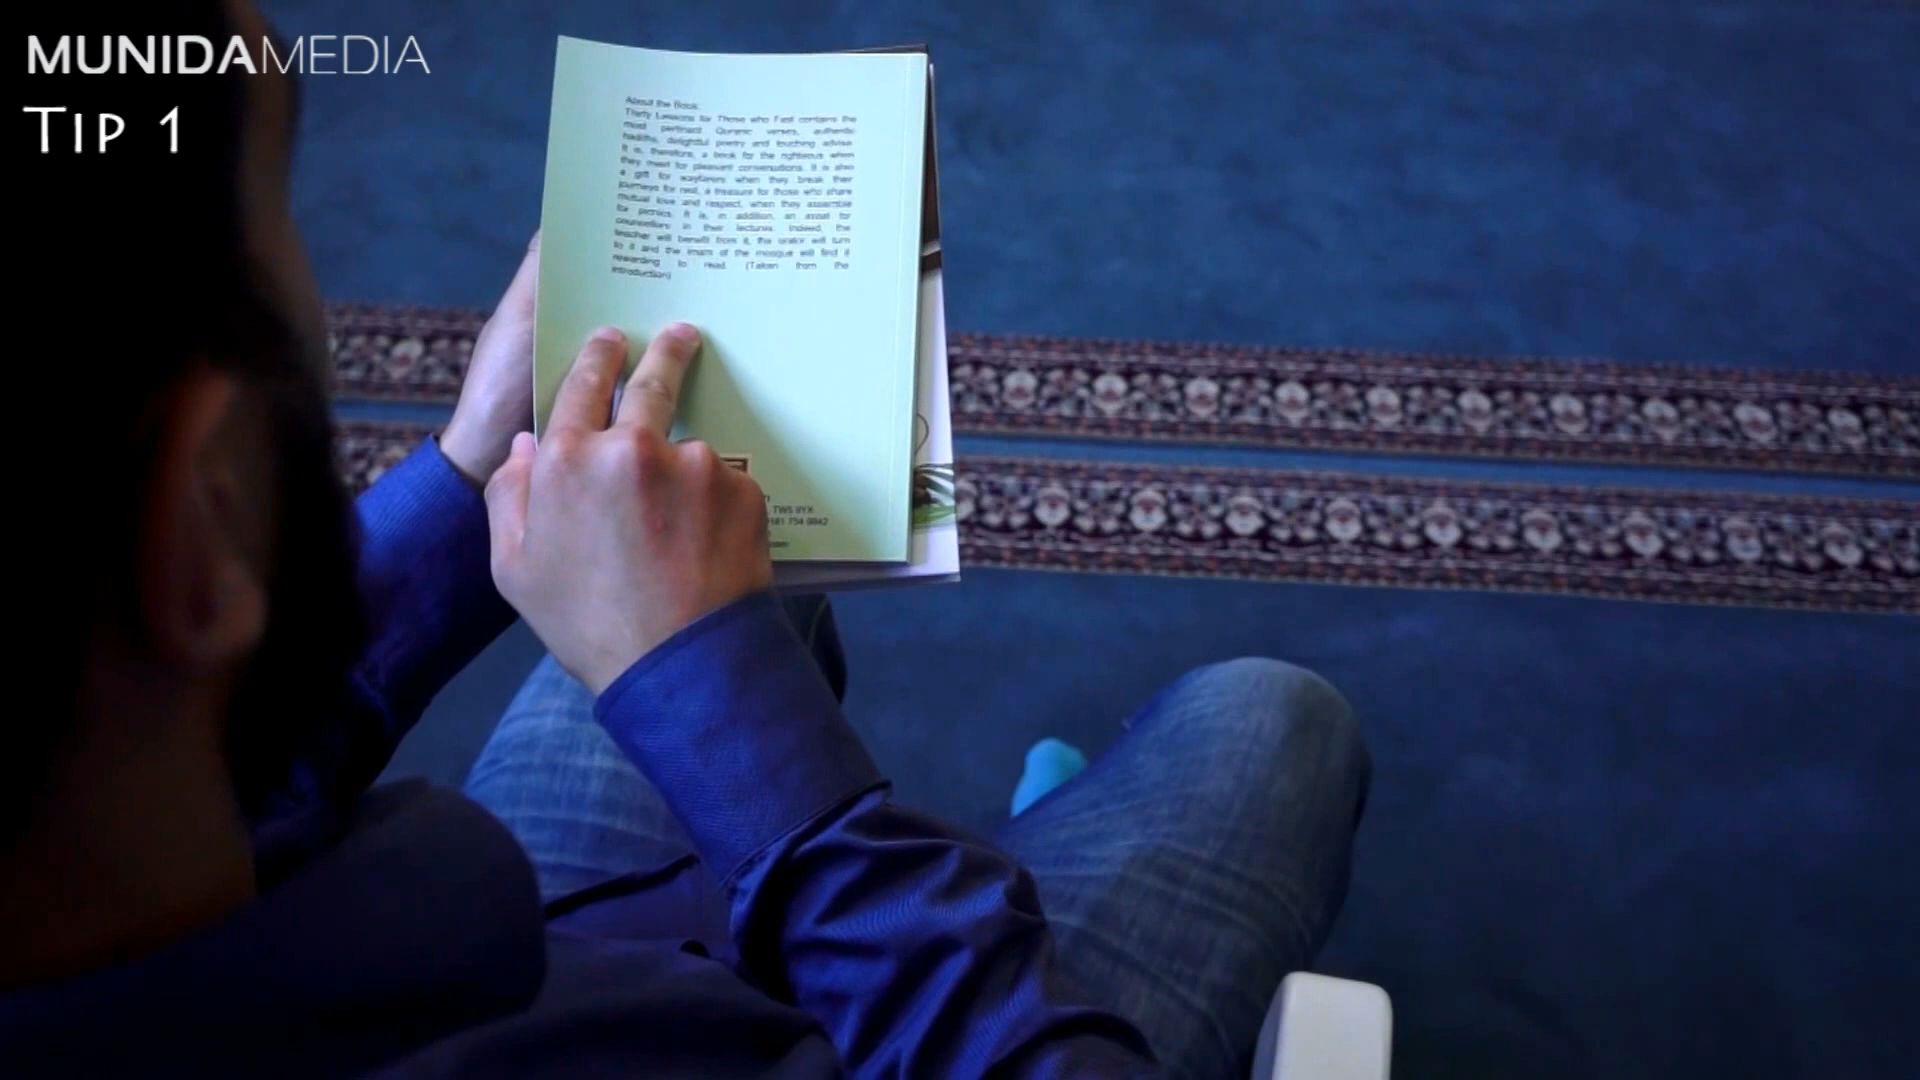 MUNIDAMEDIA
TIP 1
About the Book:
Thirty Lessons for Those who Fast contains the
most pertinent Quranic verses, authentic
hadiths, delightful poetry and touching advise.
It is, therefore, a book for the righteous when
they meet for pleasant conversations. It is also
a gift for wayfarers when they break their
journeys for rest, a treasure for those who share
mutual love and respect, when they assemble
for picnics. It is, in addition, an asset for
counsellors in their lectures. Indeed, the
teacher will benefit from it, the orator will turn
to it and the imam of the mosque will find it
rewarding to read. (Taken from the
introduction)
TW5 9YX